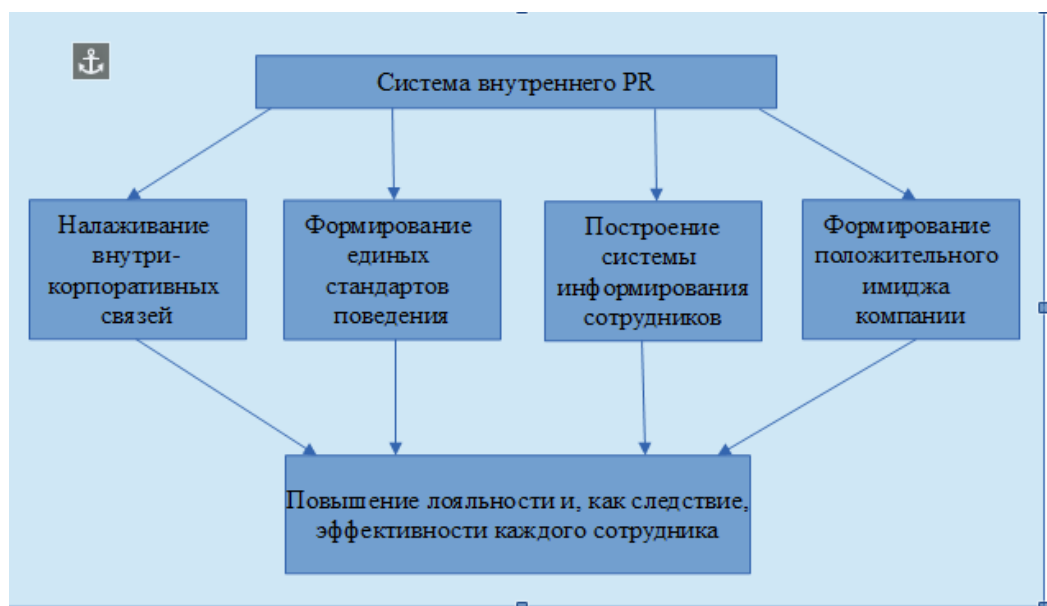 Система внутреннего PR
Налаживание
внутри-
корпоративных
связей
Формирование
единых
стандартов
поведения
Построение
системы
информирования
сотрудников
Формирование
положительного
имиджа
компании
Повышение лояльности и, как следствие,
эффективности каждого сотрудника